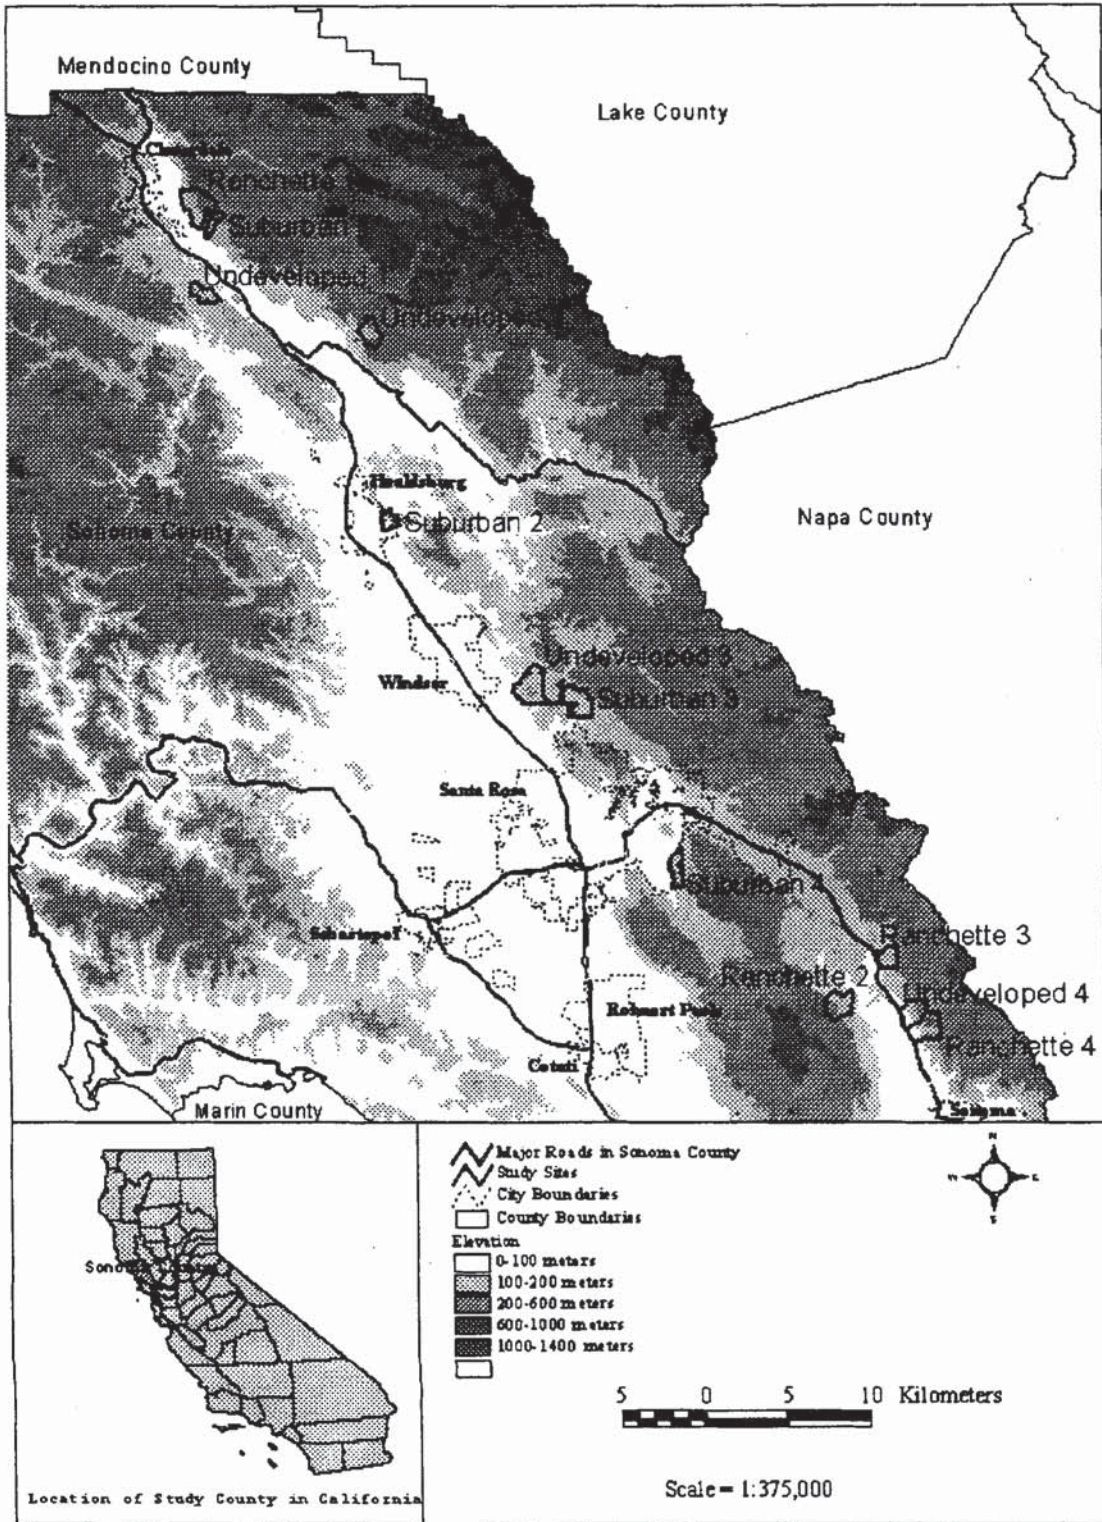 Mendocino County
Lake County
Ranchette
Suburban
Undeveloped
Undeveloped
Healdsburg
Suburban 2
Napa County
Sonoma County
Undeveloped 3
Windsor
Suburban 3
Santa Rosa
Suburban 4
Sebastopol
Ranchette 3
Ranchette 2
Undeveloped 4
Rohnert Park
Ranchette 4
Cotati
Marin County
Sonoma
Major Roads in Sonoma County
Study Sites
City Boundaries
County Boundaries
Elevation
0-100 meters
100-200 meters
200-600 meters
600-1000 meters
1000-1400 meters
N
E
S
5 0 5 10 Kilometers
Scale = 1:375,000
Location of Study County in California